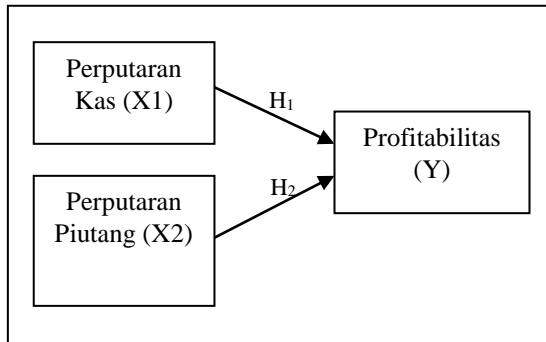 Perputaran
Kas (X1)
H1
Profitabilitas
(Y)
H2
Perputaran
Piutang (X2)